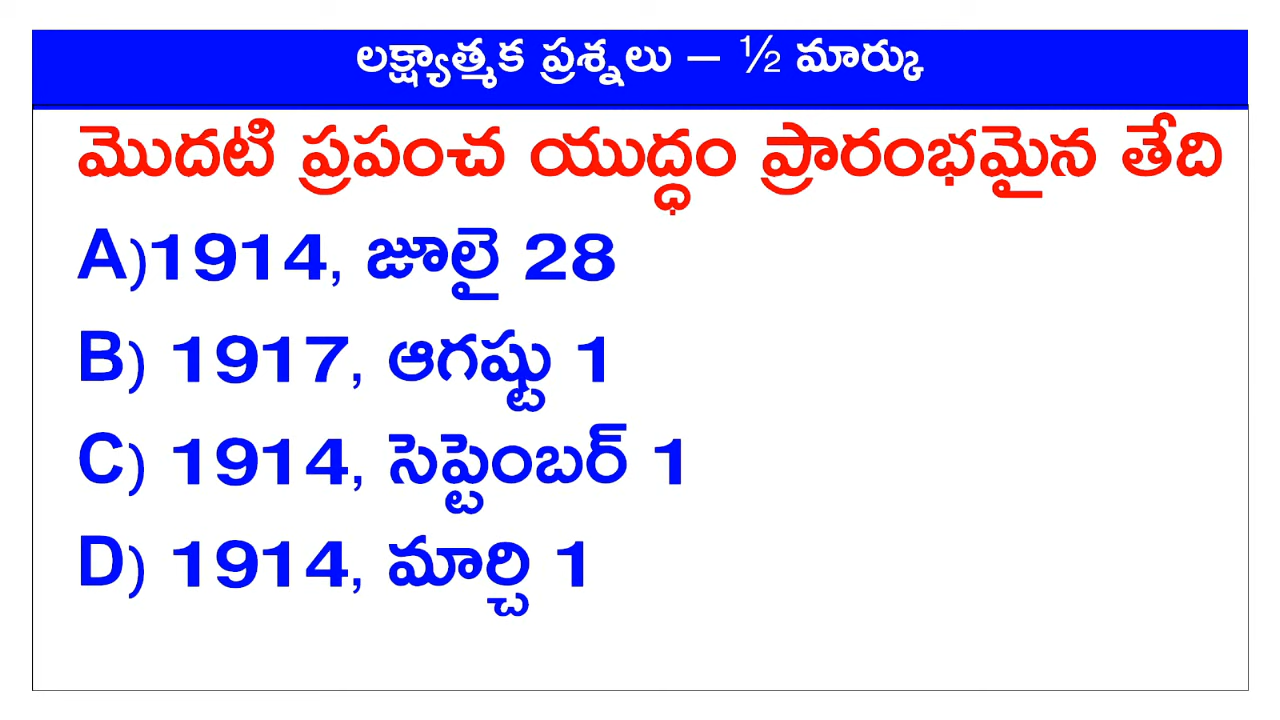 లక్ష్యాత్మక ప్రశ్నలు – ½ మార్కు
మొదటి ప్రపంచ యుద్ధం ప్రారంభమైన తేది
A)1914, జూలై 28
B) 1917, ఆగష్టు 1
C) 1914, సెప్టెంబర్ 1
D) 1914, మార్చి 1